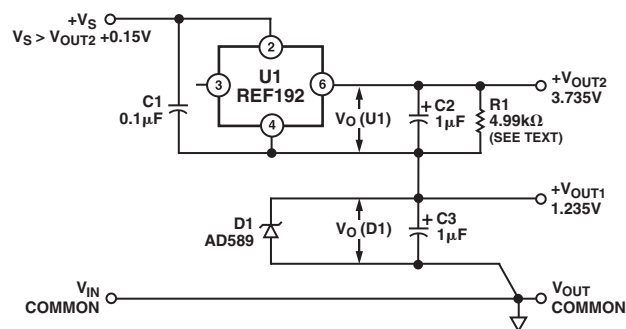 +VS
VS > VOUT2 +0.15V
2
U1
REF192
3
6
4
C1
0.1µF
VO (U1)
+
C2
1µF
R1
4.99kΩ
(SEE TEXT)
+VOUT2
3.735V
+VOUT1
1.235V
D1
AD589
VO (D1)
+
C3
1µF
VIN
COMMON
VOUT
COMMON